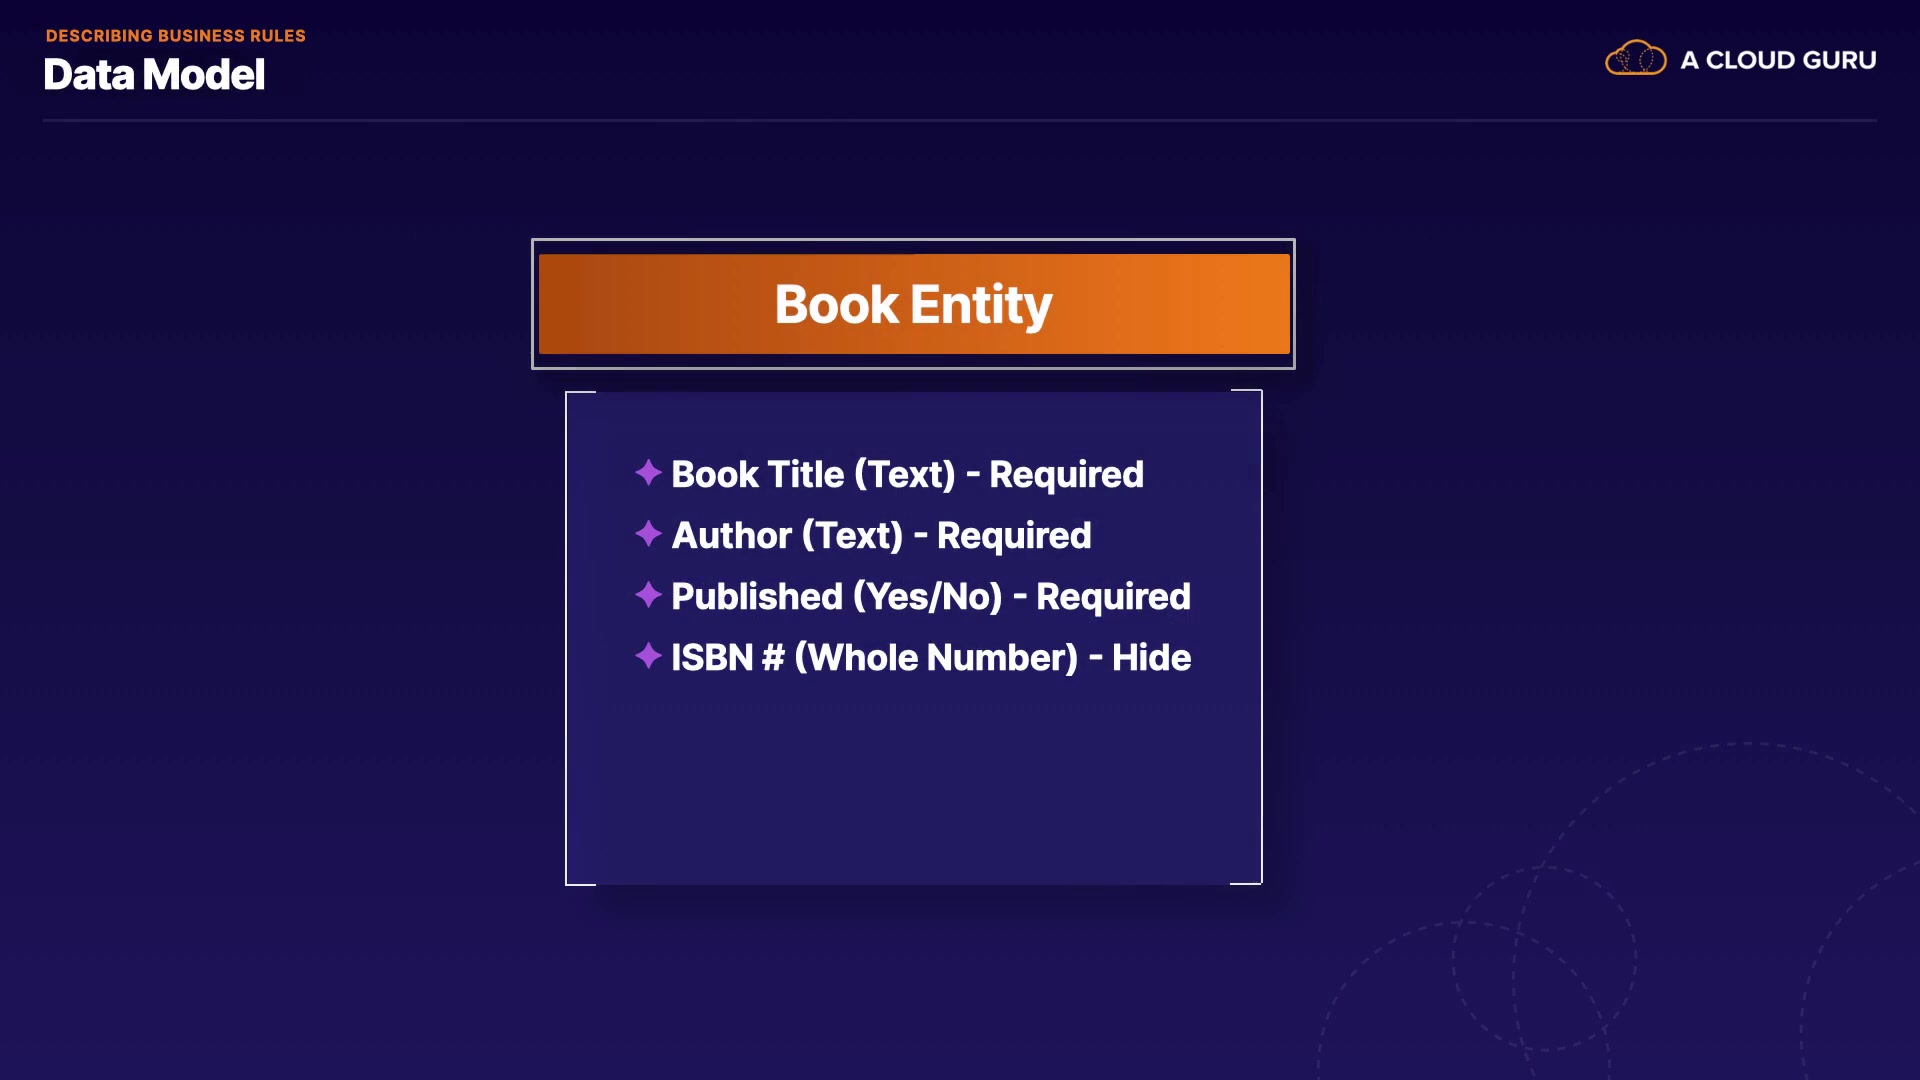 DESCRIBING BUSINESS RULES
Data Model
A CLOUD GURU
Book Entity
Book Title (Text) - Required
Author (Text) - Required
Published (Yes/No) - Required
ISBN # (Whole Number) - Hide